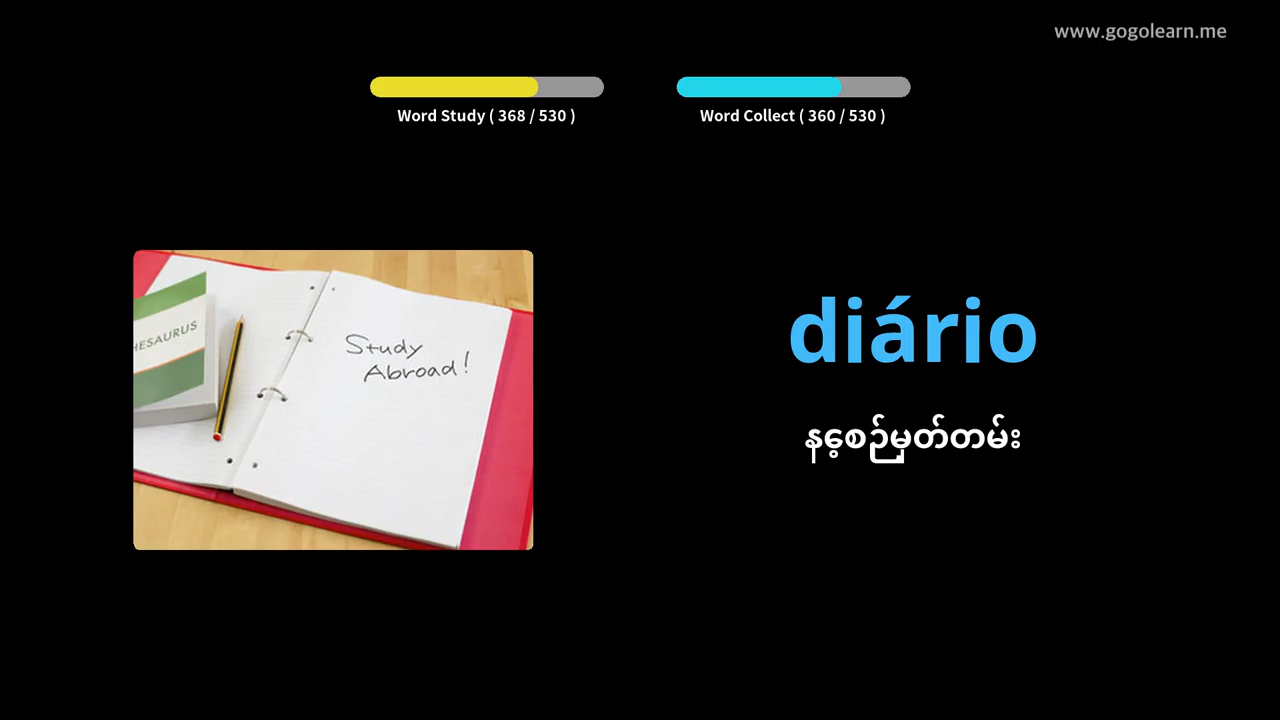 www.gogolearn.me
Word Study ( 368 / 530 )
Word Collect ( 360 / 530 )
HESAURUS
Study
Abroad!
diário
နေ့စဉ်မှတ်တမ်း